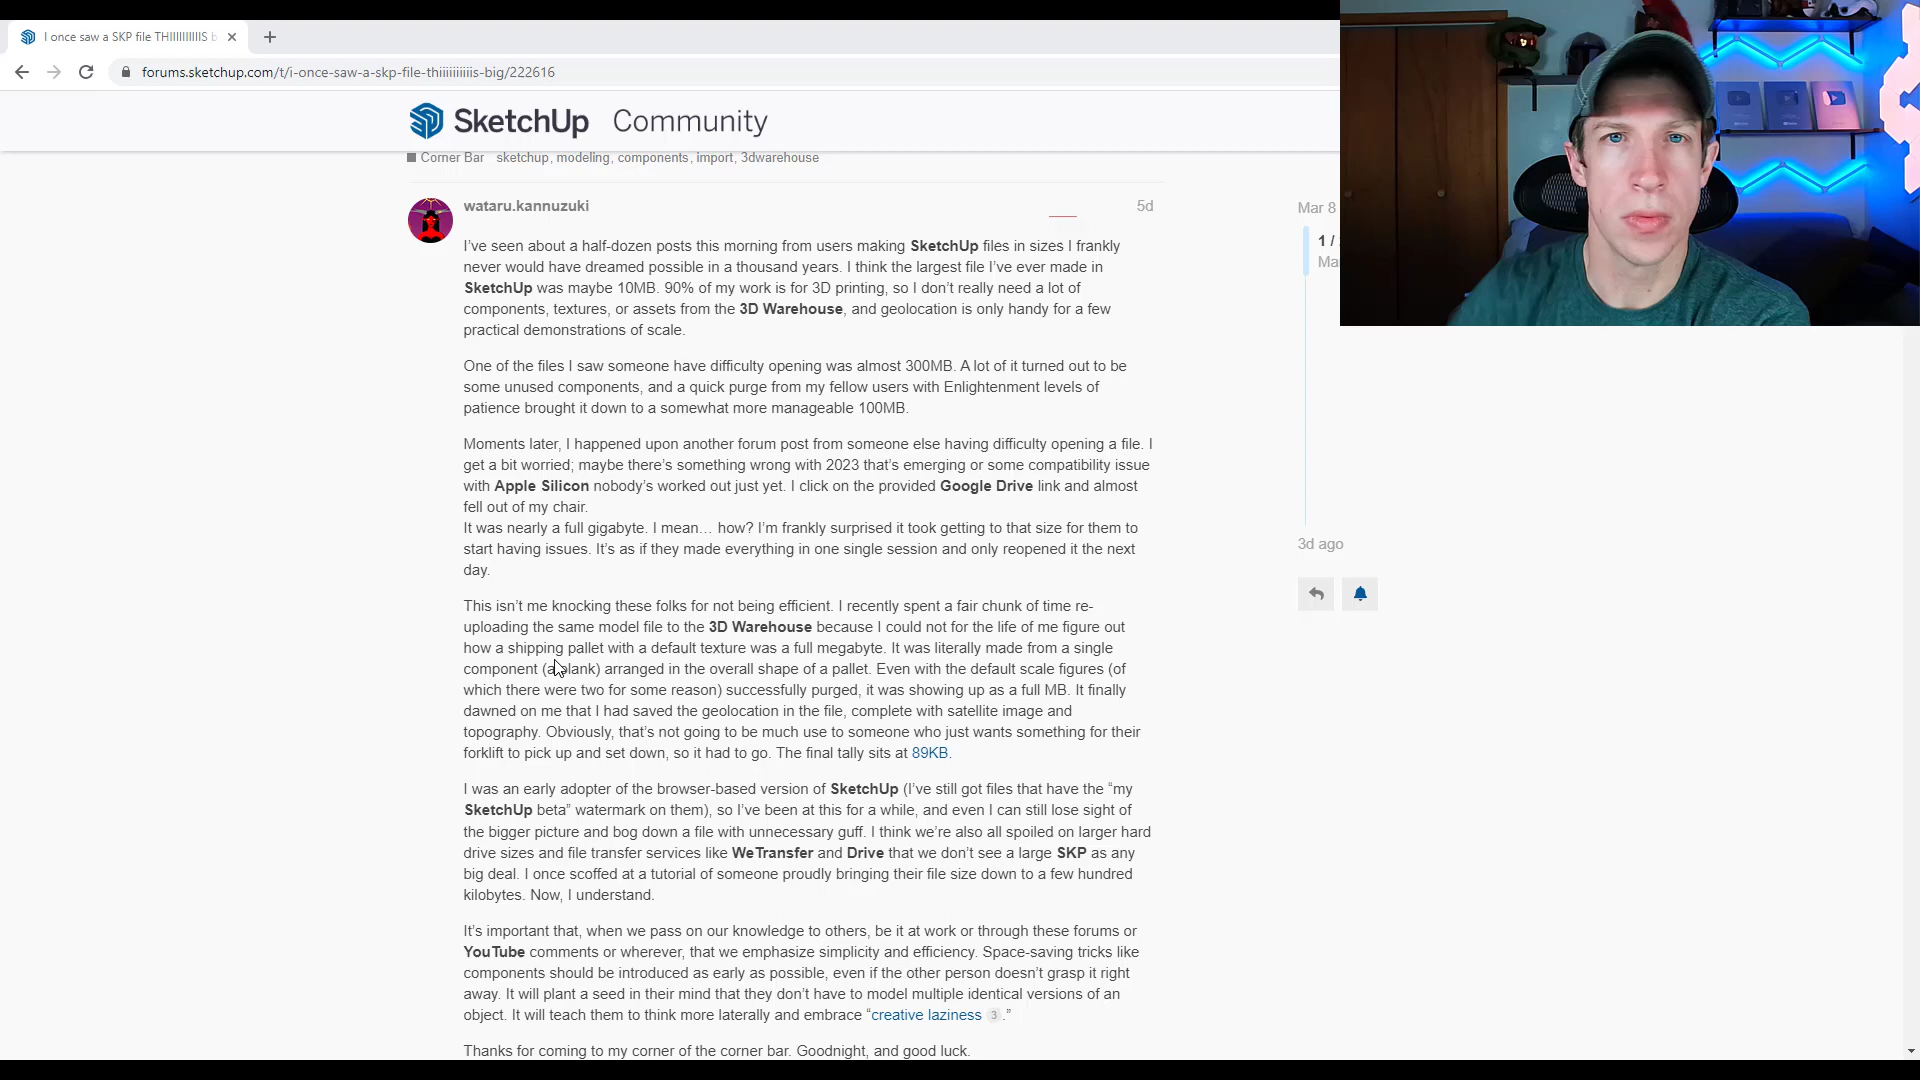 I once saw a SKP file THIIIIIIIIIIS b
forums.sketchup.com/t/i-once-saw-a-skp-file-thiiiiiiiiiis-big/222616
SketchUp Community
Corner Bar sketchup, modeling, components, import, 3dwarehouse
wataru.kannuzuki 5d
I've seen about a half-dozen posts this morning from users making SketchUp files in sizes I frankly
never would have dreamed possible in a thousand years. I think the largest file I've ever made in
SketchUp was maybe 10MB. 90% of my work is for 3D printing, so I don't really need a lot of
components, textures, or assets from the 3D Warehouse, and geolocation is only handy for a few
practical demonstrations of scale.
One of the files I saw someone have difficulty opening was almost 300MB. A lot of it turned out to be
some unused components, and a quick purge from my fellow users with Enlightenment levels of
patience brought it down to a somewhat more manageable 100MB.
Moments later, I happened upon another forum post from someone else having difficulty opening a file. I
get a bit worried; maybe there's something wrong with 2023 that's emerging or some compatibility issue
with Apple Silicon nobody's worked out just yet. I click on the provided Google Drive link and almost
fell out of my chair.
It was nearly a full gigabyte. I mean… how? I'm frankly surprised it took getting to that size for them to
start having issues. It's as if they made everything in one single session and only reopened it the next
day.
This isn't me knocking these folks for not being efficient. I recently spent a fair chunk of time re-
uploading the same model file to the 3D Warehouse because I could not for the life of me figure out
how a shipping pallet with a default texture was a full megabyte. It was literally made from a single
component (a plank) arranged in the overall shape of a pallet. Even with the default scale figures (of
which there were two for some reason) successfully purged, it was showing up as a full MB. It finally
dawned on me that I had saved the geolocation in the file, complete with satellite image and
topography. Obviously, that's not going to be much use to someone who just wants something for their
forklift to pick up and set down, so it had to go. The final tally sits at 89KB.
I was an early adopter of the browser-based version of SketchUp (I've still got files that have the “my
SketchUp beta” watermark on them), so I've been at this for a while, and even I can still lose sight of
the bigger picture and bog down a file with unnecessary guff. I think we're also all spoiled on larger hard
drive sizes and file transfer services like WeTransfer and Drive that we don't see a large SKP as any
big deal. I once scoffed at a tutorial of someone proudly bringing their file size down to a few hundred
kilobytes. Now, I understand.
It's important that, when we pass on our knowledge to others, be it at work or through these forums or
YouTube comments or wherever, that we emphasize simplicity and efficiency. Space-saving tricks like
components should be introduced as early as possible, even if the other person doesn't grasp it right
away. It will plant a seed in their mind that they don't have to model multiple identical versions of an
object. It will teach them to think more laterally and embrace “creative laziness 3.”
Thanks for coming to my corner of the corner bar. Goodnight, and good luck.
Mar 8
1 /
Ma
3d ago